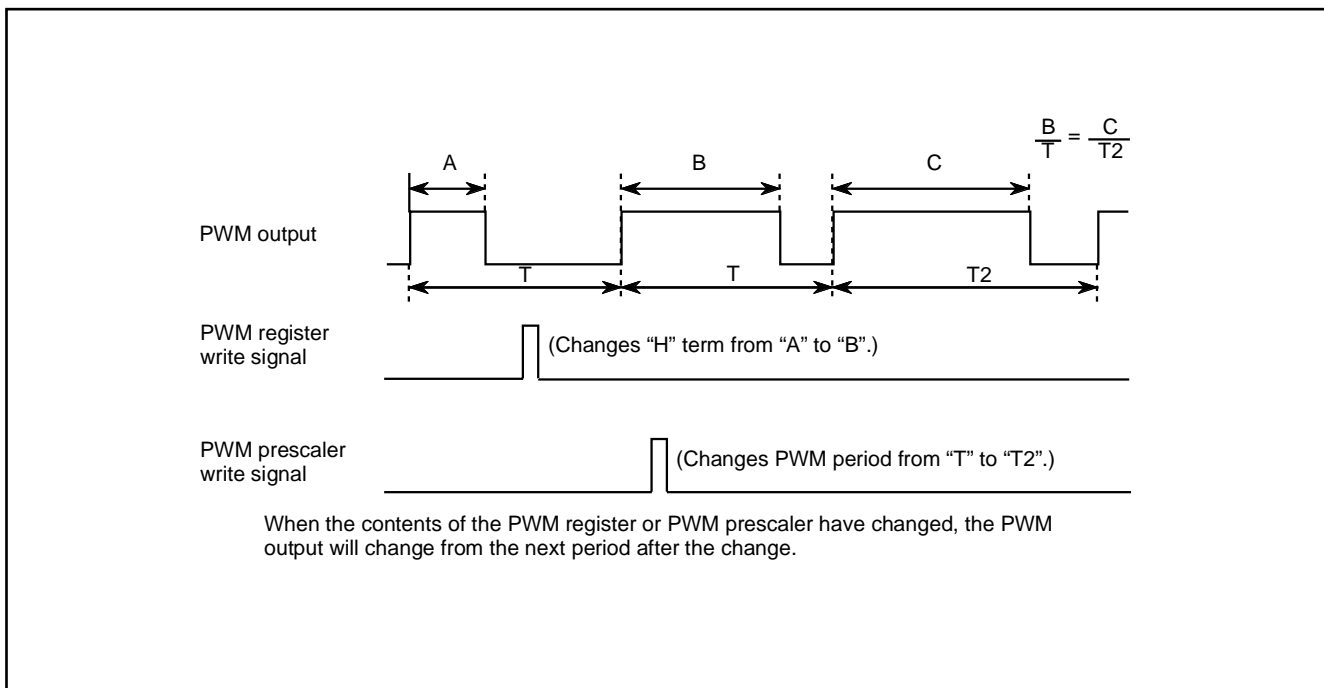 B/T = C/T2
A
B
C
PWM output
T
T
T2
PWM register
write signal
(Changes “H” term from “A” to “B”.)
PWM prescaler
write signal
(Changes PWM period from “T” to “T2”.)
When the contents of the PWM register or PWM prescaler have changed, the PWM
output will change from the next period after the change.